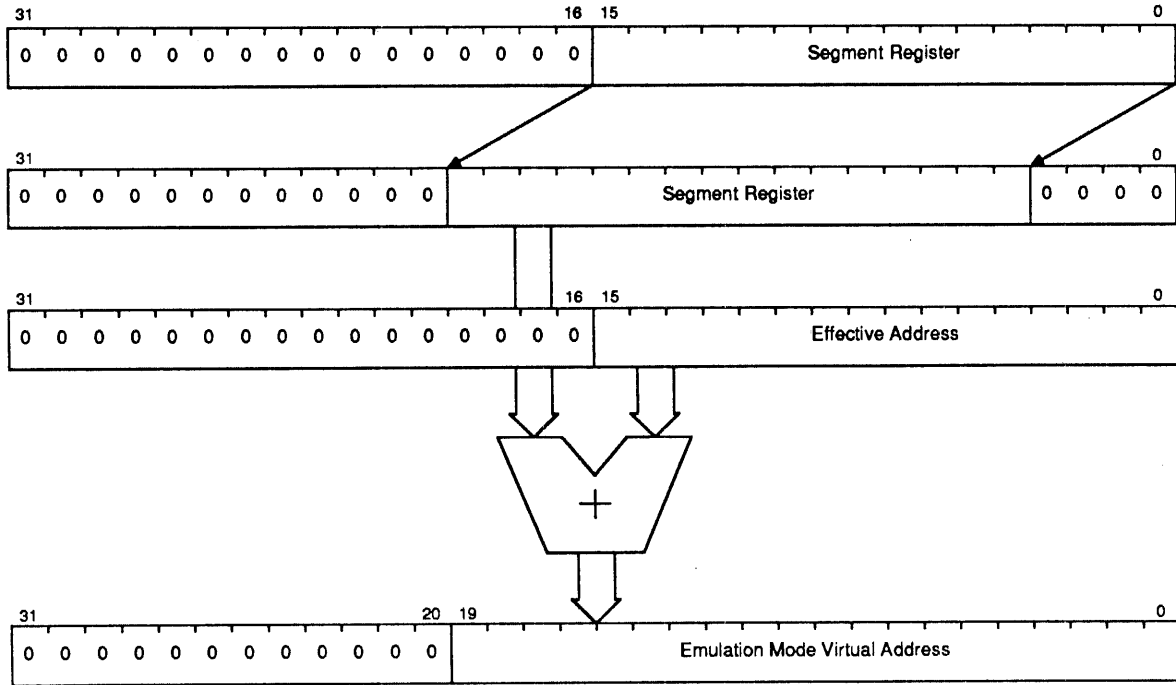 31 16 15 0
0 0 0 0 0 0 0 0 0 0 0 0 0 0 0 0 Segment Register
31 0
0 0 0 0 0 0 0 0 0 0 0 0 Segment Register 0 0 0 0
31 16 15 0
0 0 0 0 0 0 0 0 0 0 0 0 0 0 0 0 Effective Address
+
31 20 19 0
0 0 0 0 0 0 0 0 0 0 0 0 Emulation Mode Virtual Address